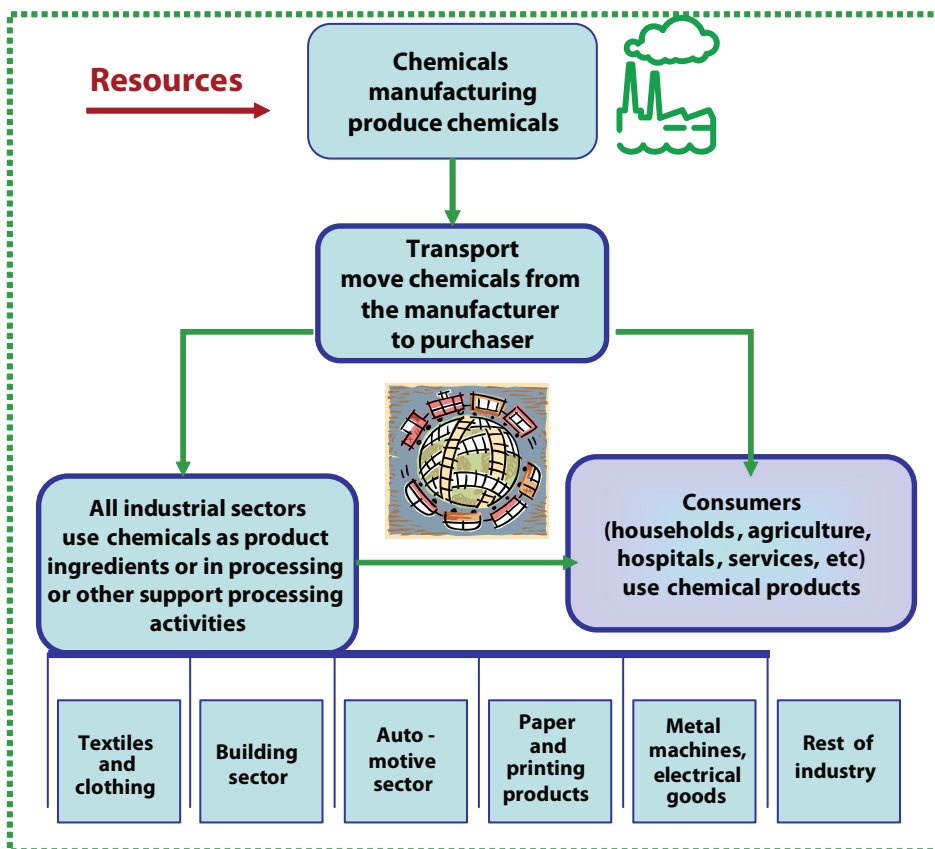 Resources
Chemicals
manufacturing
produce chemicals
Transport
move chemicals from
the manufacturer
to purchaser
All industrial sectors
use chemicals as product
ingredients or in processing
or other support processing
activities
Consumers
(households, agriculture,
hospitals, services, etc)
use chemical products
Textiles
and
clothing
Building
sector
Auto -
motive
sector
Paper
and
printing
products
Metal
machines,
electrical
goods
Rest of
industry